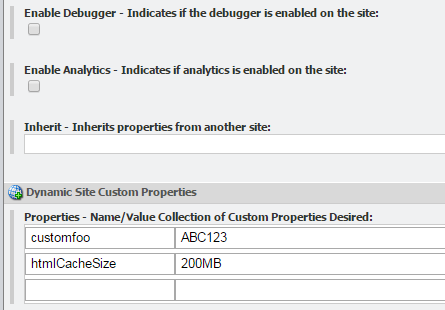 Enable Debugger - Indicates if the debugger is enabled on the site:
Enable Analytics - Indicates if analytics is enabled on the site:
Inherit - Inherits properties from another site:
Dynamic Site Custom Properties
Properties - Name/Value Collection of Custom Properties Desired:
customfoo ABC123
htmlCacheSize 200MB